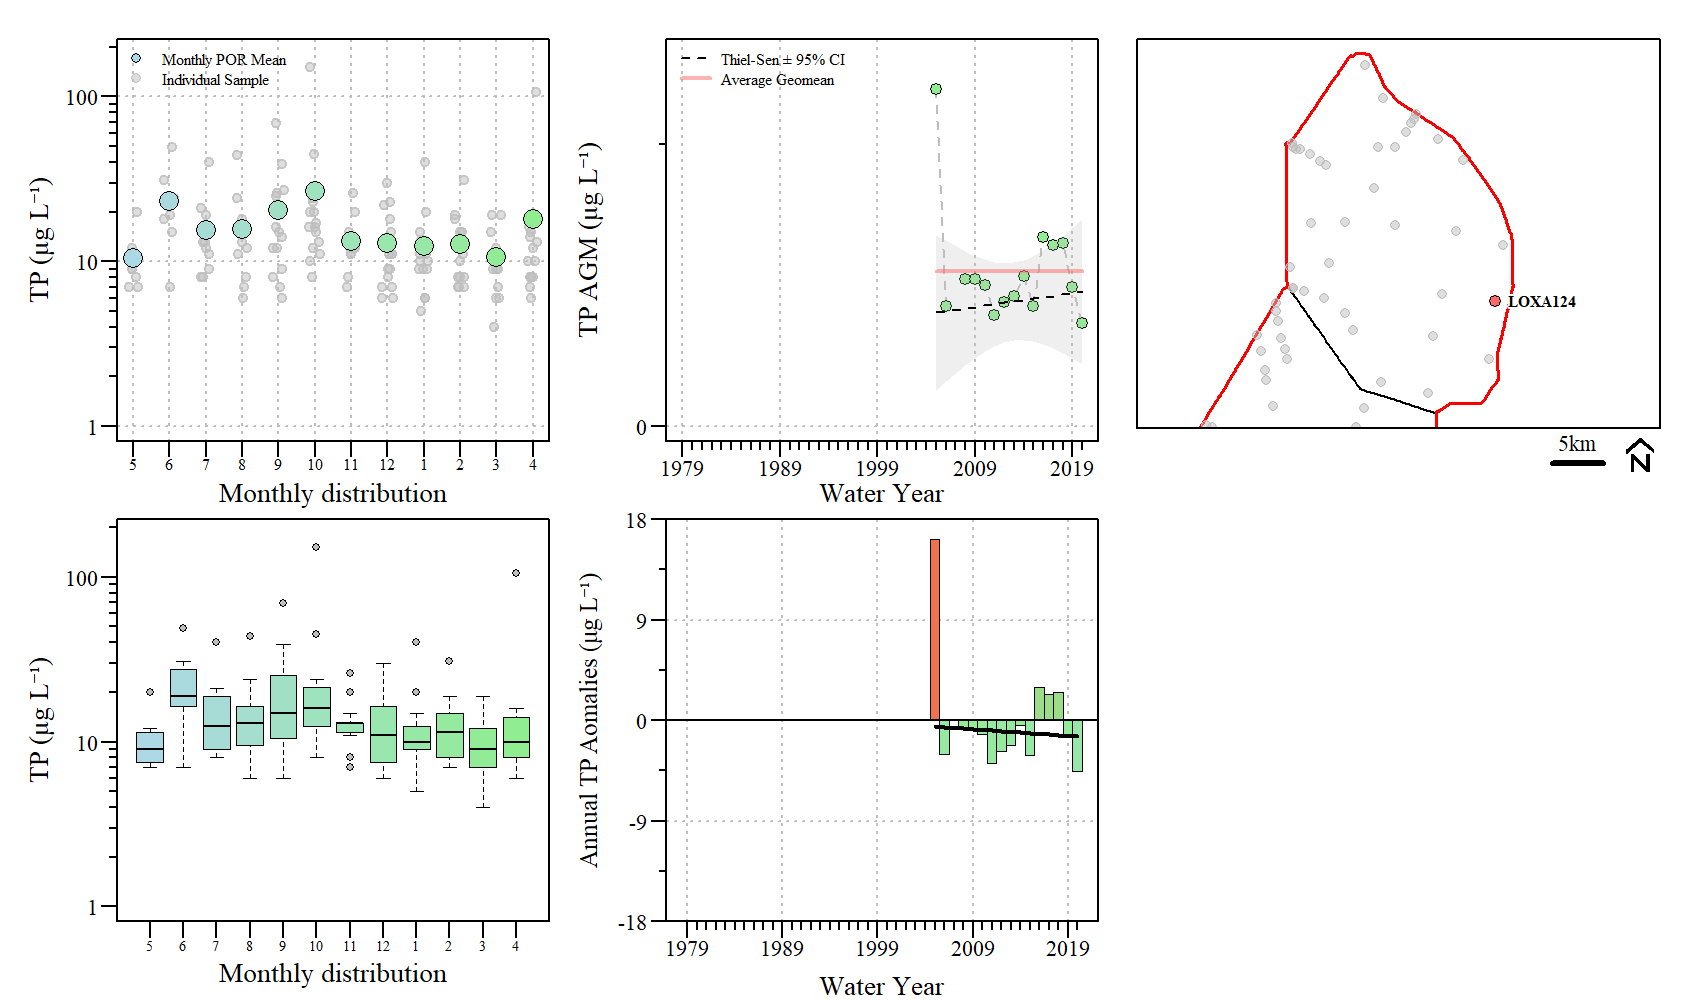 Monthly POR Mean
Individual Sample
100
10
1
TP (µg L⁻¹)
5 6 7 8 9 10 11 12 1 2 3 4
Monthly distribution
Thiel-Sen ± 95% CI
Average Geomean
0
TP AGM (µg L⁻¹)
1979 1989 1999 2009 2019
Water Year
LOXA124
5km
N
100
10
1
TP (µg L⁻¹)
5 6 7 8 9 10 11 12 1 2 3 4
Monthly distribution
18
9
0
-9
-18
Annual TP Aomalies (µg L⁻¹)
1979 1989 1999 2009 2019
Water Year